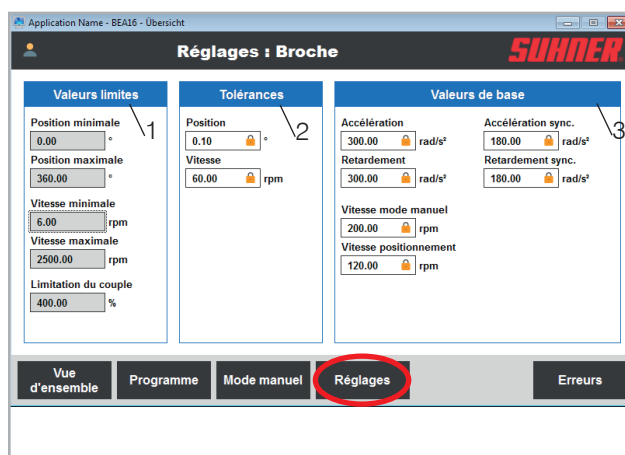 Application Name - BEA16 - Übersicht
Réglages : Broche
SUHNER
Valeurs limites
1
Position minimale
0.00 °
Position maximale
360.00 °
Vitesse minimale
6.00 rpm
Vitesse maximale
2500.00 rpm
Limitation du couple
400.00 %
Tolérances
2
Position
0.10 °
Vitesse
60.00 rpm
Valeurs de base
3
Accélération
300.00 rad/s²
Retardement
300.00 rad/s²
Accélération sync.
180.00 rad/s²
Retardement sync.
180.00 rad/s²
Vitesse mode manuel
200.00 rpm
Vitesse positionnement
120.00 rpm
Vue
d'ensemble
Programme
Mode manuel
Réglages
Erreurs